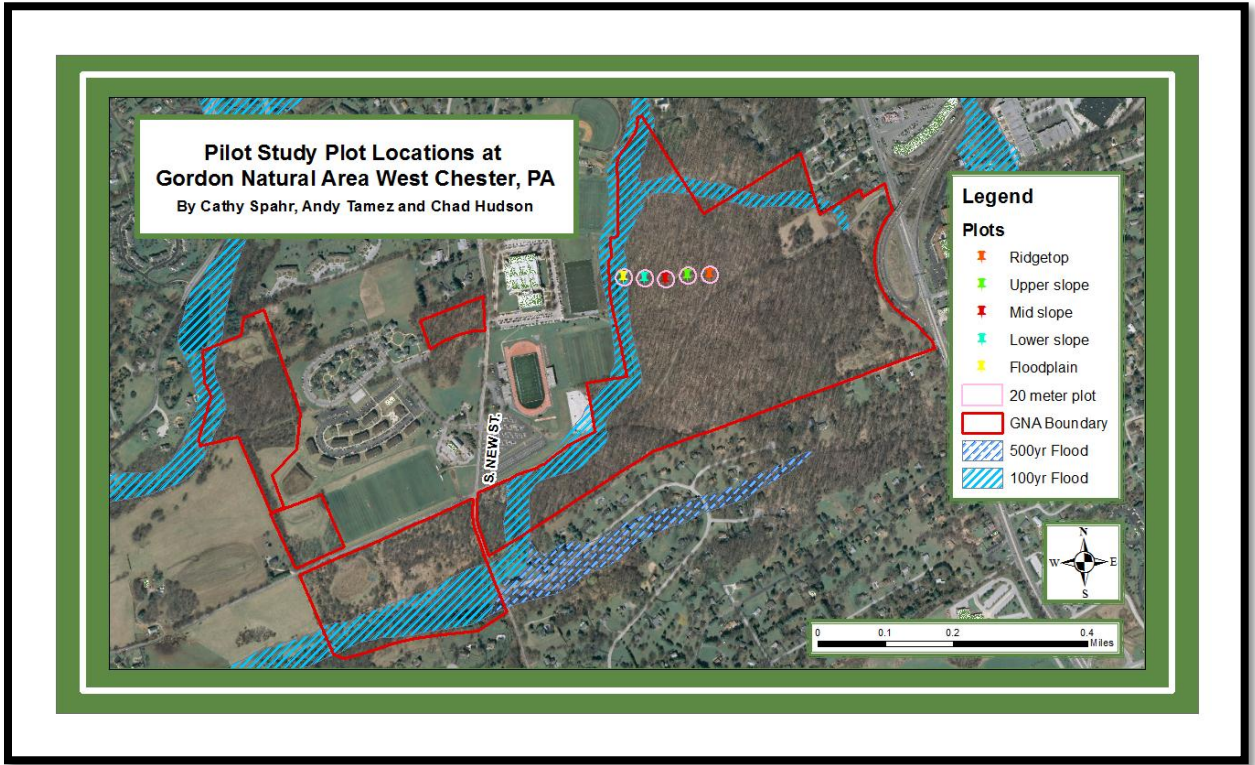 Pilot Study Plot Locations at
Gordon Natural Area West Chester, PA
By Cathy Spahr, Andy Tamez and Chad Hudson
S. NEW ST.
Legend
Plots
Ridgetop
Upper slope
Mid slope
Lower slope
Floodplain
20 meter plot
GNA Boundary
500yr Flood
100yr Flood
N
W E
S
0 0.1 0.2 0.4
Miles